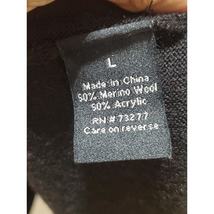 L
Made in China
50% Merino Wool
50% Acrylic
RN # 73277
Care on reverse